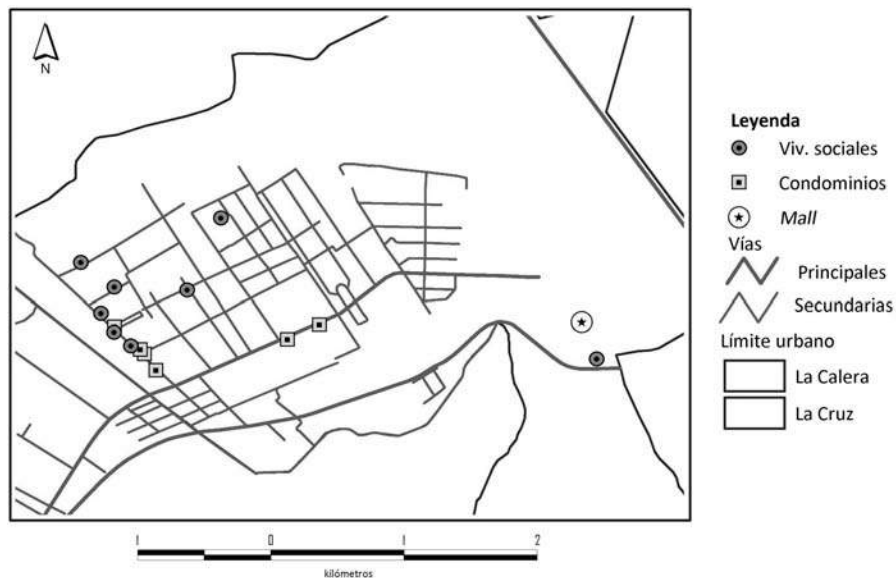 N
Leyenda
Viv. sociales
Condominios
Mall
Vías
Principales
Secundarias
Límite urbano
La Calera
La Cruz
1 0 1 2
kilómetros